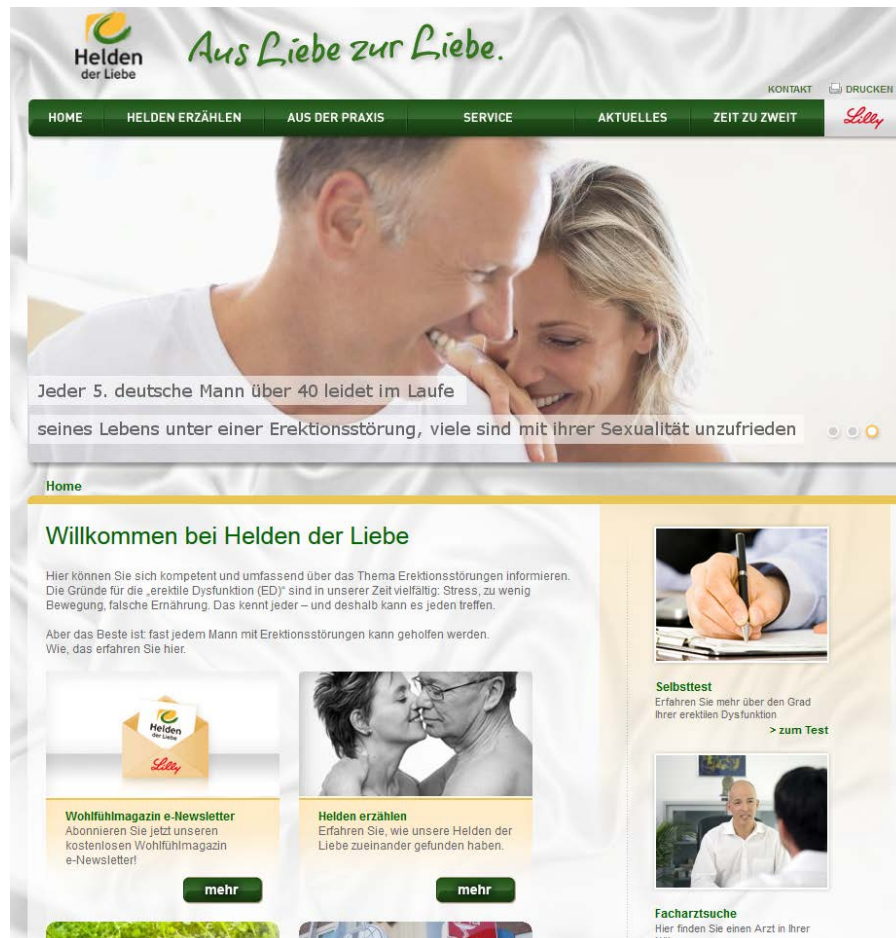 Helden
der Liebe
Aus Liebe zur Liebe.
KONTAKT DRUCKEN
HOME HELDEN ERZÄHLEN AUS DER PRAXIS SERVICE AKTUELLES ZEIT ZU ZWEIT Lilly
Jeder 5. deutsche Mann über 40 leidet im Laufe
seines Lebens unter einer Erektionsstörung, viele sind mit ihrer Sexualität unzufrieden
Home
Willkommen bei Helden der Liebe
Hier können Sie sich kompetent und umfassend über das Thema Erektionsstörungen informieren.
Die Gründe für die „erektile Dysfunktion (ED)“ sind in unserer Zeit vielfältig: Stress, zu wenig
Bewegung, falsche Ernährung. Das kennt jeder – und deshalb kann es jeden treffen.
Aber das Beste ist: fast jedem Mann mit Erektionsstörungen kann geholfen werden.
Wie, das erfahren Sie hier.
Helden
der Liebe
Lilly
Wohlfühlmagazin e-Newsletter
Abonnieren Sie jetzt unseren
kostenlosen Wohlfühlmagazin
e-Newsletter!
mehr
Helden erzählen
Erfahren Sie, wie unsere Helden der
Liebe zueinander gefunden haben.
mehr
Selbsttest
Erfahren Sie mehr über den Grad
Ihrer erektilen Dysfunktion
> zum Test
Facharztsuche
Hier finden Sie einen Arzt in Ihrer